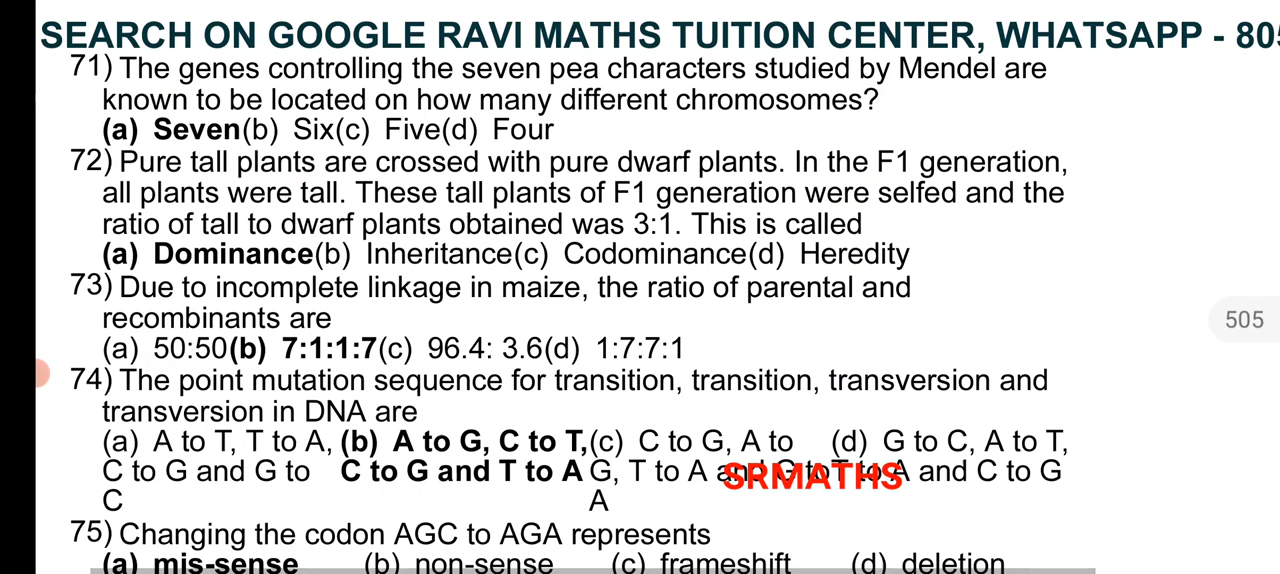 SEARCH ON GOOGLE RAVI MATHS TUITION CENTER, WHATSAPP - 805
71) The genes controlling the seven pea characters studied by Mendel are
known to be located on how many different chromosomes?
(a) Seven(b) Six(c) Five(d) Four
72) Pure tall plants are crossed with pure dwarf plants. In the F1 generation,
all plants were tall. These tall plants of F1 generation were selfed and the
ratio of tall to dwarf plants obtained was 3:1. This is called
(a) Dominance(b) Inheritance(c) Codominance(d) Heredity
73) Due to incomplete linkage in maize, the ratio of parental and
recombinants are
505
(a) 50:50(b) 7:1:1:7(c) 96.4: 3.6(d) 1:7:7:1
74) The point mutation sequence for transition, transition, transversion and
transversion in DNA are
(a) A to T, T to A, (b) A to G, C to T,(c) C to G, A to (d) G to C, A to T,
C to G and G to C to G and T to A G, T to A and G to T to A and C to G
SRMATHS
C A
75) Changing the codon AGC to AGA represents
(a) mis-sense (b) non-sense (c) frameshift (d) deletion